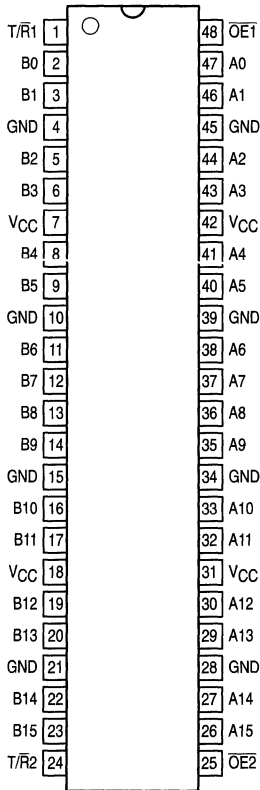 T/R̅1 1 48 O̅E̅1
B0 2 47 A0
B1 3 46 A1
GND 4 45 GND
B2 5 44 A2
B3 6 43 A3
VCC 7 42 VCC
B4 8 41 A4
B5 9 40 A5
GND 10 39 GND
B6 11 38 A6
B7 12 37 A7
B8 13 36 A8
B9 14 35 A9
GND 15 34 GND
B10 16 33 A10
B11 17 32 A11
VCC 18 31 VCC
B12 19 30 A12
B13 20 29 A13
GND 21 28 GND
B14 22 27 A14
B15 23 26 A15
T/R̅2 24 25 O̅E̅2